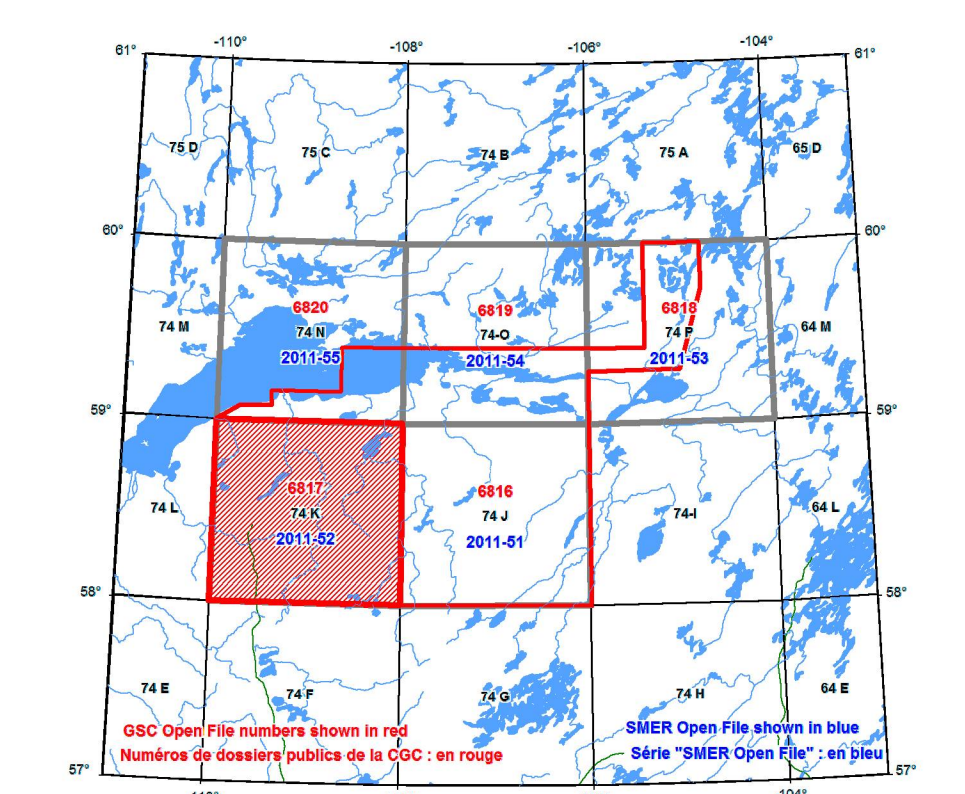 61° -110° -108° -106° -104° 61°
75 D 75 C 74 B 75 A 65 D
60° 60°
6820 6819 6818
74 M 74 N 74-O 74 P 64 M
2011-55 2011-54 2011-53
59° 59°
6817 6816
74 L 74 K 74 J 74-I 64 L
2011-52 2011-51
58° 58°
74 E 74 F 74 G 74 H 64 E
GSC Open File numbers shown in red SMER Open File shown in blue
Numéros de dossiers publics de la CGC : en rouge Série "SMER Open File" : en bleu
57° 57°